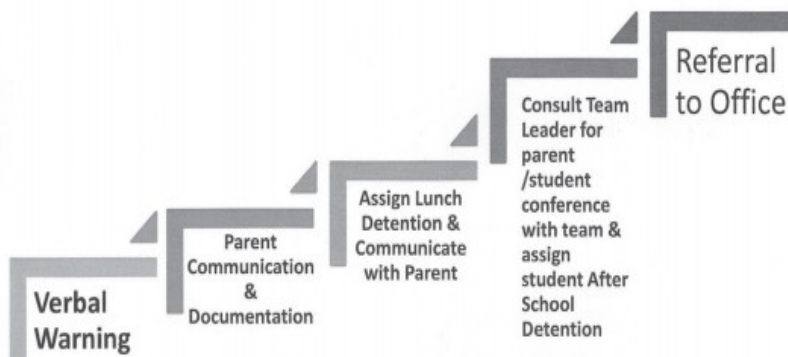 Verbal
Warning
Parent
Communication
&
Documentation
Assign Lunch
Detention &
Communicate
with Parent
Consult Team
Leader for
parent
/student
conference
with team &
assign
student After
School
Detention
Referral
to Office